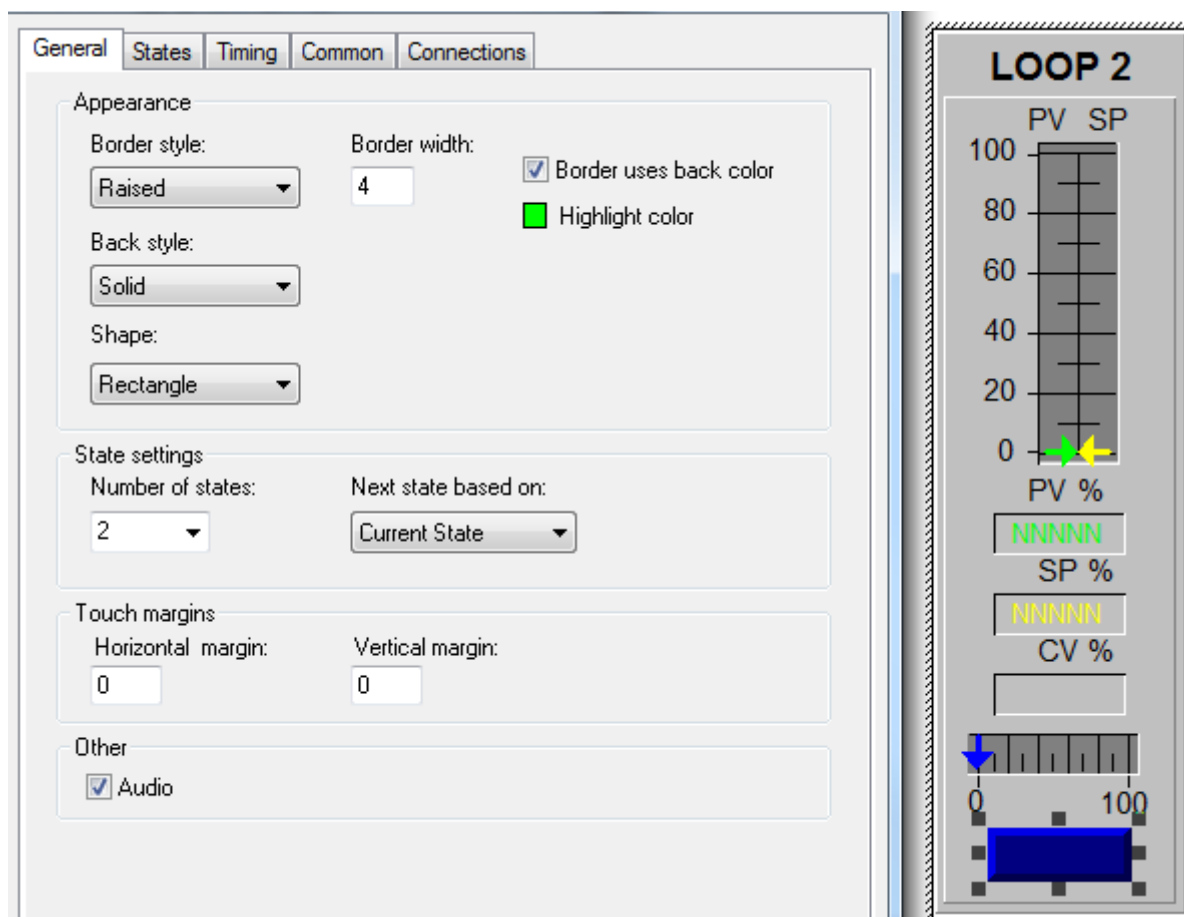 General States Timing Common Connections
Appearance
Border style: Border width:
Raised 4 Border uses back color
Highlight color
Back style:
Solid
Shape:
Rectangle
State settings
Number of states: Next state based on:
2 Current State
Touch margins
Horizontal margin: Vertical margin:
0 0
Other
Audio
LOOP 2
PV SP
100
80
60
40
20
0
PV %
NNNNN
SP %
NNNNN
CV %
0 100